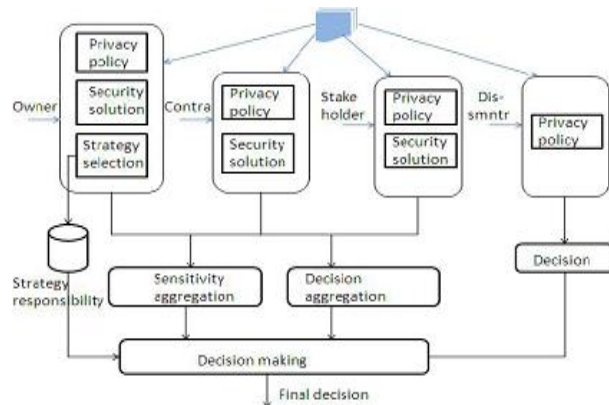 Owner
Privacy
policy
Security
solution
Strategy
selection
Contra
Privacy
policy
Security
solution
Stake
holder
Privacy
policy
Security
solution
Dis-
smntr
Privacy
policy
Strategy
responsibility
Sensitivity
aggregation
Decision
aggregation
Decision
Decision making
Final decision